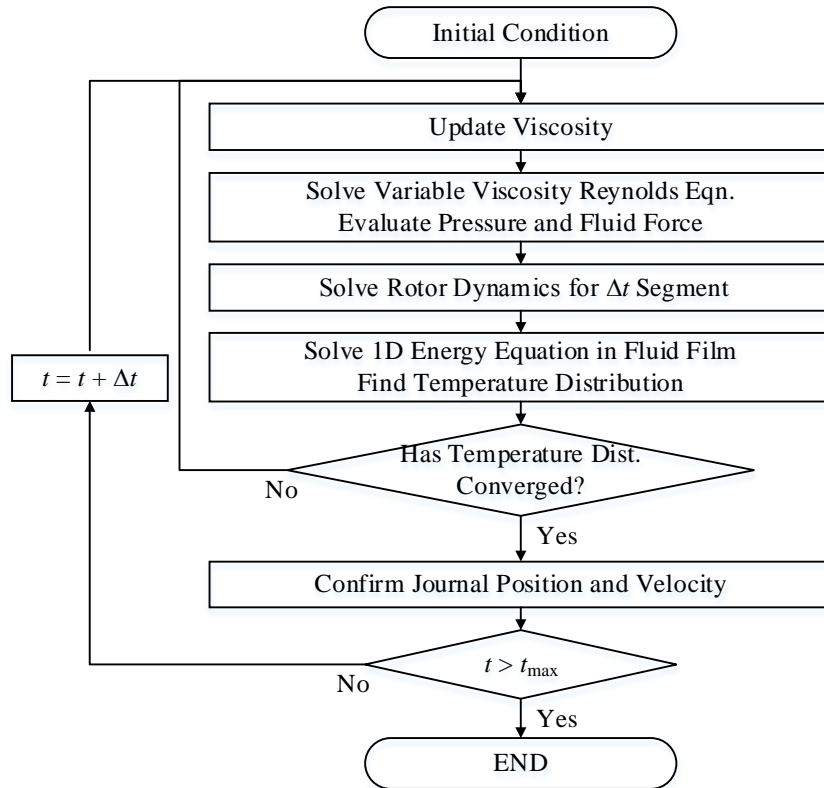 Initial Condition
Update Viscosity
Solve Variable Viscosity Reynolds Eqn.
Evaluate Pressure and Fluid Force
Solve Rotor Dynamics for Δt Segment
Solve 1D Energy Equation in Fluid Film
Find Temperature Distribution
t = t + Δt
Has Temperature Dist.
Converged?
No
Yes
Confirm Journal Position and Velocity
t > tmax
No
Yes
END